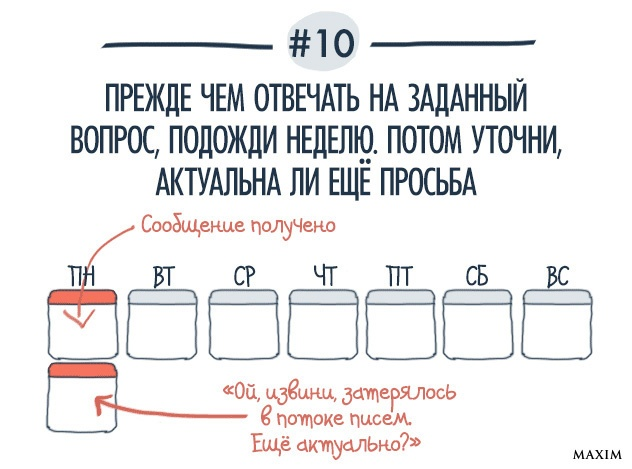 #10
ПРЕЖДЕ ЧЕМ ОТВЕЧАТЬ НА ЗАДАННЫЙ
ВОПРОС, ПОДОЖДИ НЕДЕЛЮ. ПОТОМ УТОЧНИ,
АКТУАЛЬНА ЛИ ЕЩЁ ПРОСЬБА
Сообщение получено
ПН ВТ СР ЧТ ПТ СБ ВС
«Ой, извини, затерялось
в потоке писем.
Ещё актуально?»
MAXIM